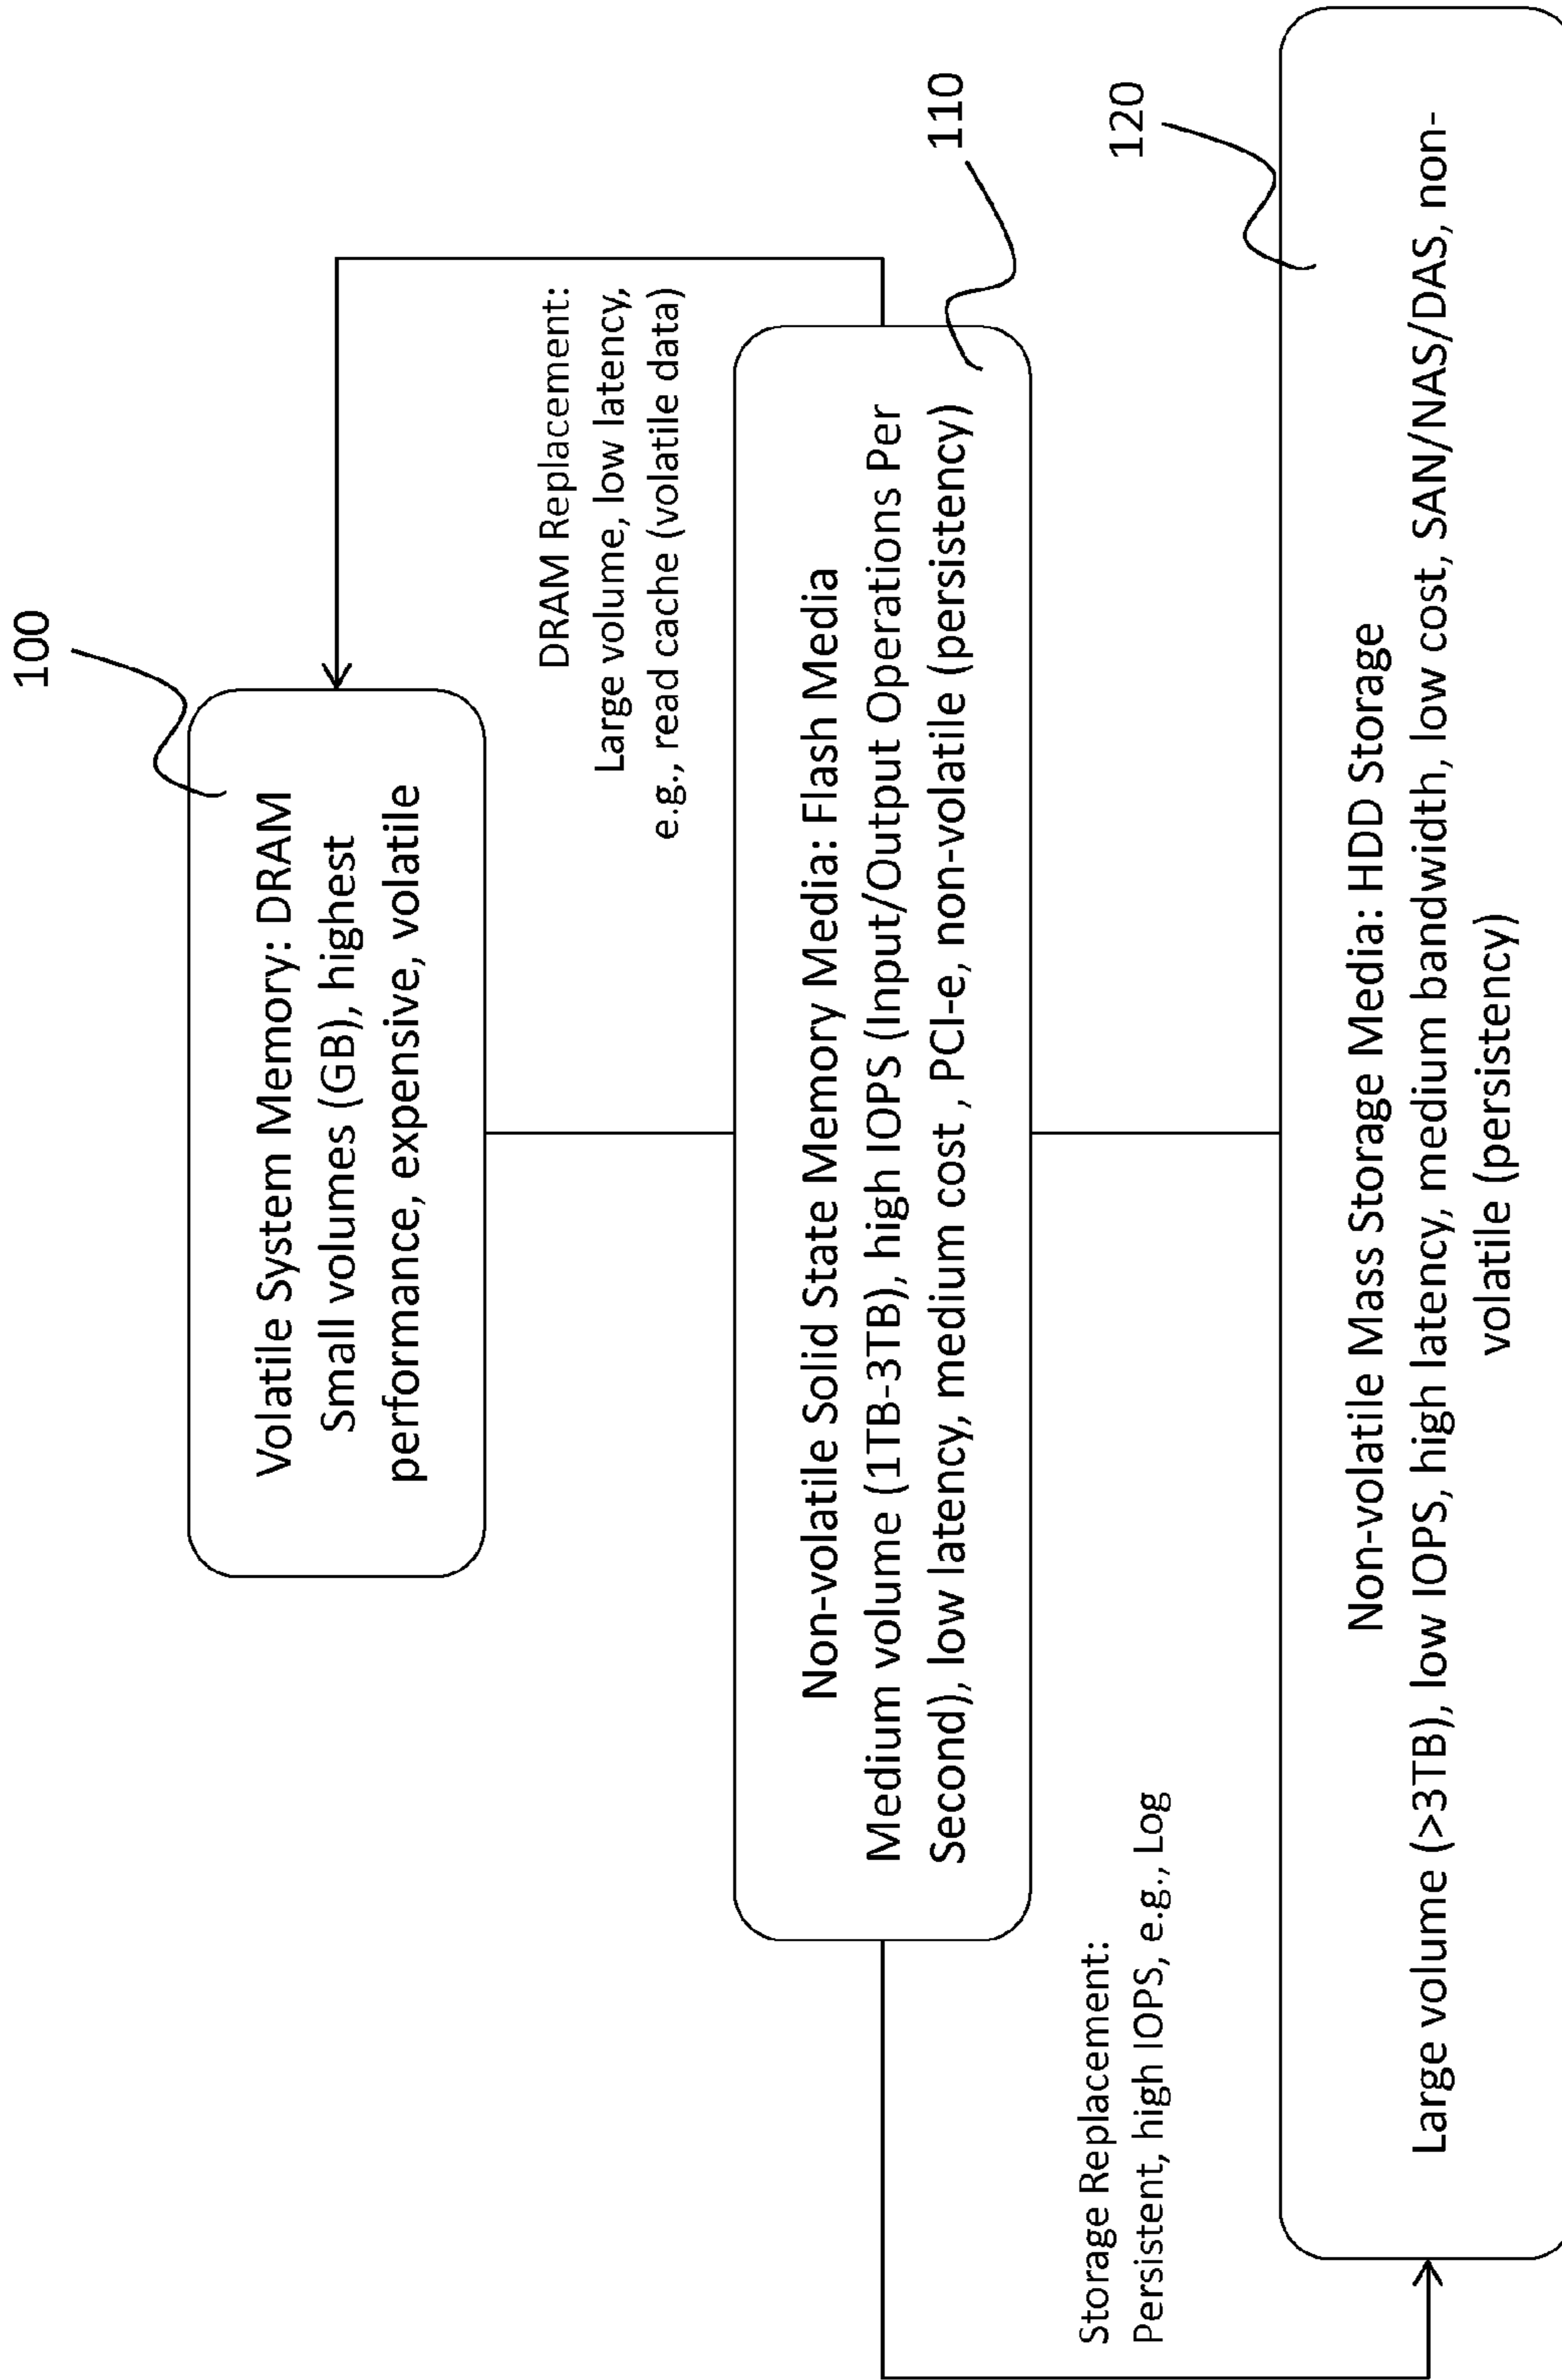 100
Volatile System Memory: DRAM
Small volumes (GB), highest
performance, expensive, volatile
DRAM Replacement:
Large volume, low latency,
e.g., read cache (volatile data)
110
Non-volatile Solid State Memory Media: Flash Media
Medium volume (1TB-3TB), high IOPS (Input/Output Operations Per
Second), low latency, medium cost , PCI-e, non-volatile (persistency)
Storage Replacement:
Persistent, high IOPS, e.g., Log
120
Non-volatile Mass Storage Media: HDD Storage
Large volume (>3TB), low IOPS, high latency, medium bandwidth, low cost, SAN/NAS/DAS, non-
volatile (persistency)